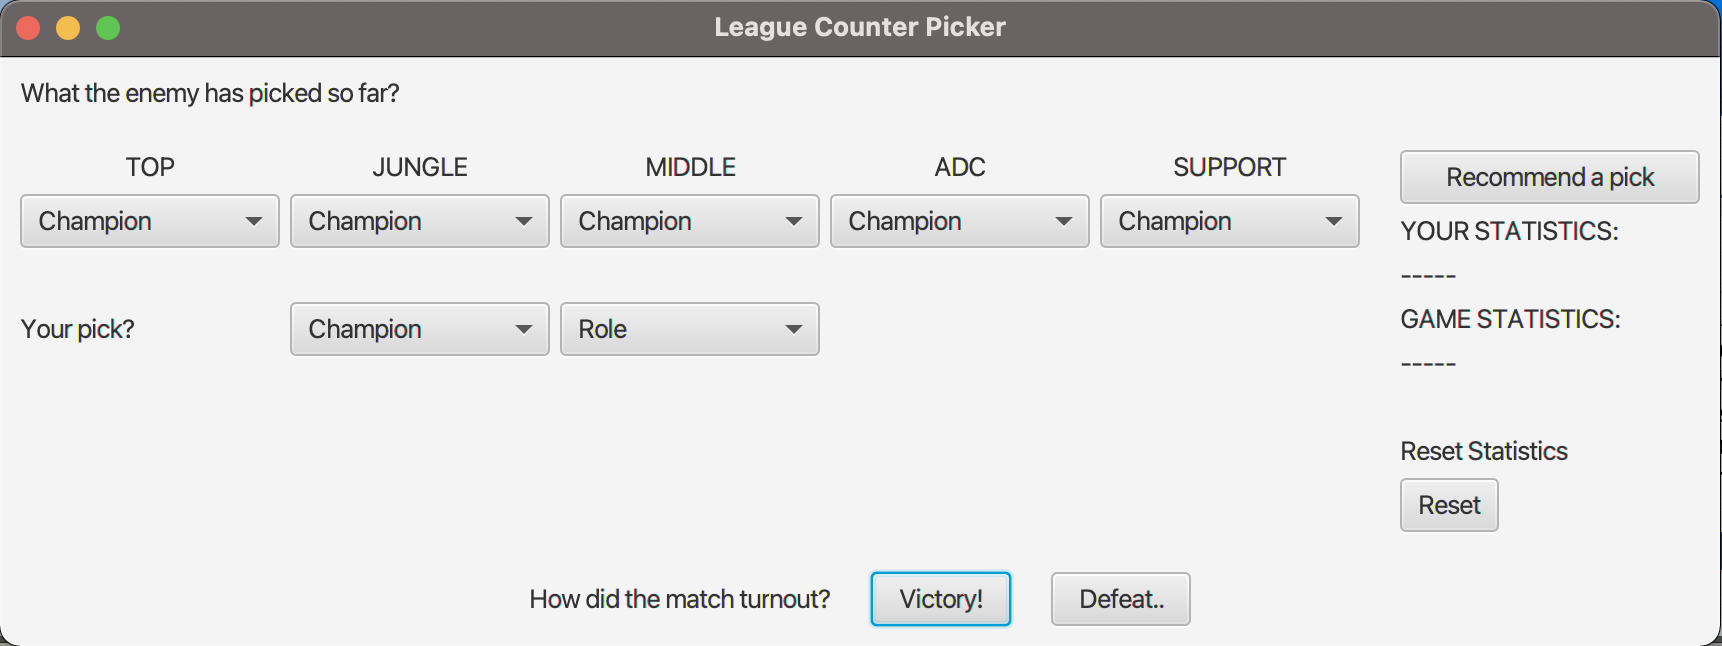 League Counter Picker
What the enemy has picked so far?
TOP JUNGLE MIDDLE ADC SUPPORT
Champion Champion Champion Champion Champion
Recommend a pick
YOUR STATISTICS:
-----
GAME STATISTICS:
-----
Your pick? Champion Role
Reset Statistics
Reset
How did the match turnout? Victory! Defeat..